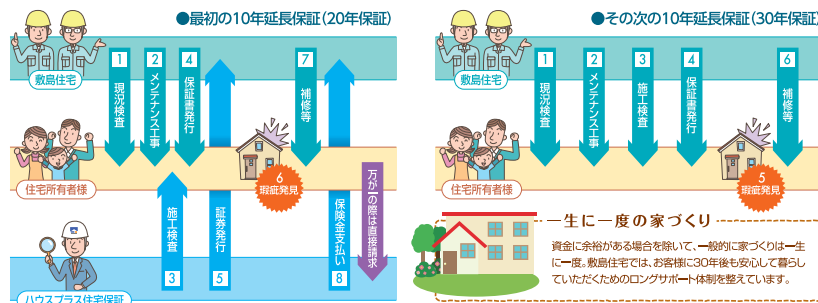 ●最初の10年延長保証（20年保証）
敷島住宅
1 現況検査
2 メンテナンス工事
4 保証書発行
7 補修等
住宅所有者様
6
瑕疵発見
施工検査 3
証券発行 5
保険金支払い 8
万が一の際は直接請求
ハウスプラス住宅保証
●その次の10年延長保証（30年保証）
敷島住宅
1 現況検査
2 メンテナンス工事
3 施工検査
4 保証書発行
6 補修等
住宅所有者様
5
瑕疵発見
一生に一度の家づくり
資金に余裕がある場合を除いて、一般的に家づくりは一生
に一度。敷島住宅では、お客様に30年後も安心して暮らし
ていただくためのロングサポート体制を整えています。